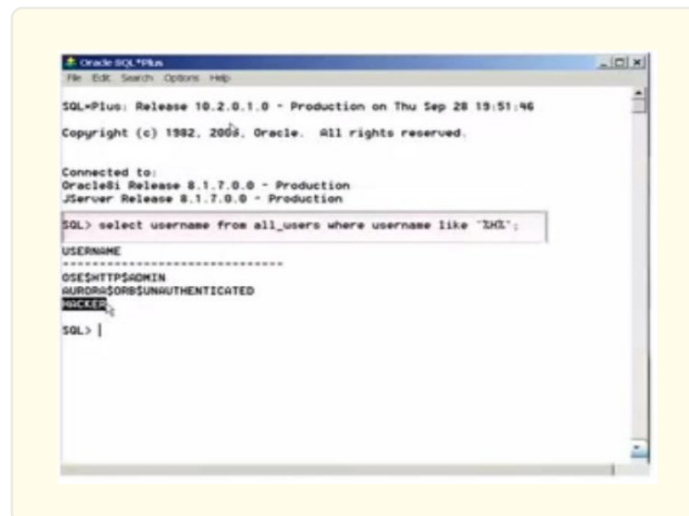 Oracle SQL*Plus
File Edit Search Options Help
SQL*Plus: Release 10.2.0.1.0 - Production on Thu Sep 28 19:51:46
Copyright (c) 1982, 2005, Oracle. All rights reserved.
Connected to:
Oracle8i Release 8.1.7.0.0 - Production
JServer Release 8.1.7.0.0 - Production
SQL> select username from all_users where username like '%H%';
USERNAME
------------------------------
OSE$HTTP$ADMIN
AURORA$ORB$UNAUTHENTICATED
HACKER
SQL>